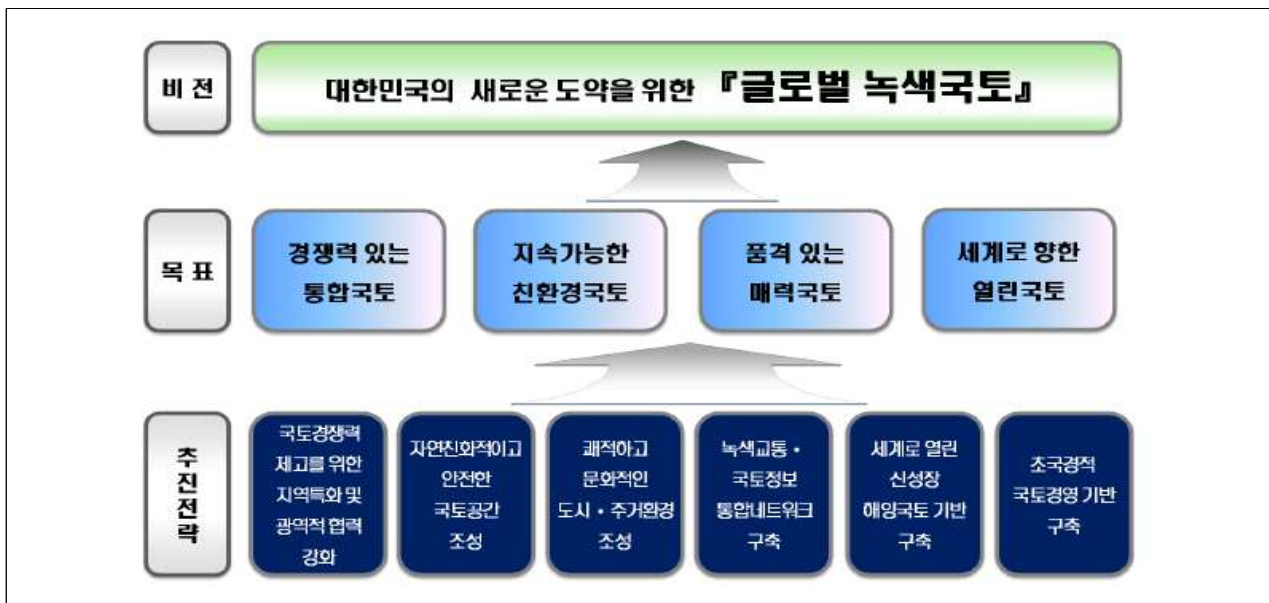 비 전
대한민국의 새로운 도약을 위한 『글로벌 녹색국토』
목 표
경쟁력 있는
통합국토
지속가능한
친환경국토
품격 있는
매력국토
세계로 향한
열린국토
추진전략
국토경쟁력
제고를 위한
지역특화 및
광역적 협력
강화
자연친화적이고
안전한
국토공간
조성
쾌적하고
문화적인
도시·주거환경
조성
녹색교통·
국토정보
통합네트워크
구축
세계로 열린
신성장
해양국토 기반
구축
초국경적
국토경영 기반
구축